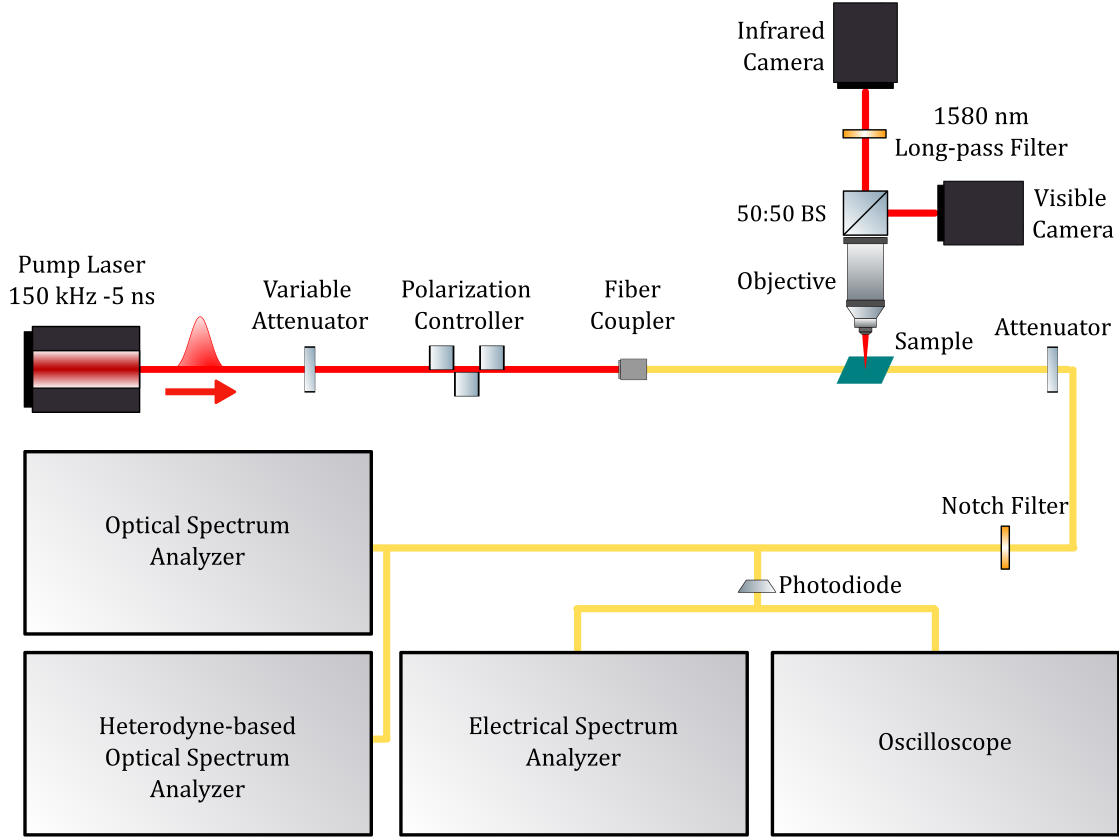 Infrared
Camera
1580 nm
Long-pass Filter
50:50 BS
Visible
Camera
Pump Laser
150 kHz -5 ns
Variable
Attenuator
Polarization
Controller
Fiber
Coupler
Objective
Sample
Attenuator
Notch Filter
Optical Spectrum
Analyzer
Photodiode
Heterodyne-based
Optical Spectrum
Analyzer
Electrical Spectrum
Analyzer
Oscilloscope